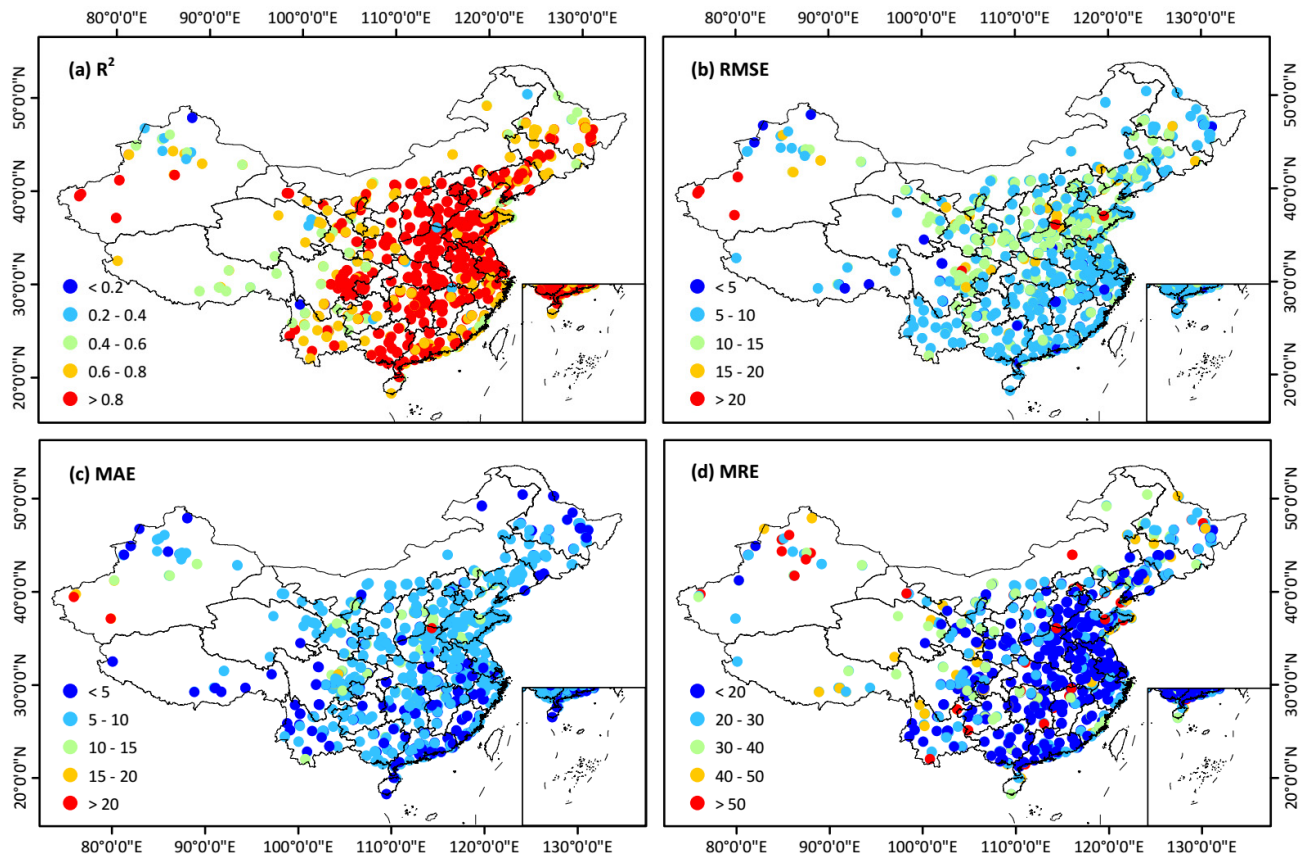 80°0'0"E 90°0'0"E 100°0'0"E 110°0'0"E 120°0'0"E 130°0'0"E
80°0'0"E 90°0'0"E 100°0'0"E 110°0'0"E 120°0'0"E 130°0'0"E
(a) R²
50°0'0"N
40°0'0"N
30°0'0"N
20°0'0"N
< 0.2
0.2 - 0.4
0.4 - 0.6
0.6 - 0.8
> 0.8
(b) RMSE
50°0'0"N
40°0'0"N
30°0'0"N
20°0'0"N
< 5
5 - 10
10 - 15
15 - 20
> 20
(c) MAE
50°0'0"N
40°0'0"N
30°0'0"N
20°0'0"N
< 5
5 - 10
10 - 15
15 - 20
> 20
(d) MRE
50°0'0"N
40°0'0"N
30°0'0"N
20°0'0"N
< 20
20 - 30
30 - 40
40 - 50
> 50
80°0'0"E 90°0'0"E 100°0'0"E 110°0'0"E 120°0'0"E 130°0'0"E
80°0'0"E 90°0'0"E 100°0'0"E 110°0'0"E 120°0'0"E 130°0'0"E